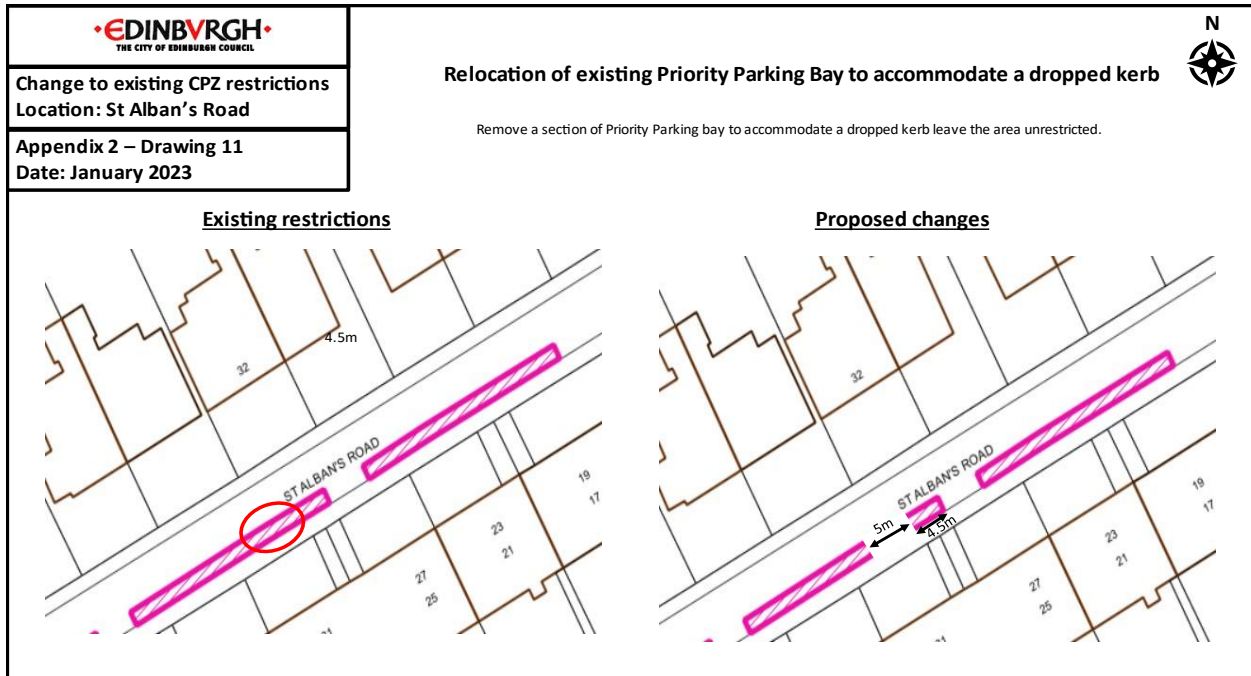 EDINBVRGH
THE CITY OF EDINBURGH COUNCIL
Change to existing CPZ restrictions
Location: St Alban's Road
Appendix 2 – Drawing 11
Date: January 2023
Relocation of existing Priority Parking Bay to accommodate a dropped kerb
Remove a section of Priority Parking bay to accommodate a dropped kerb leave the area unrestricted.
N
Existing restrictions
4.5m
32
ST ALBAN'S ROAD
19
17
23
21
27
25
Proposed changes
32
ST ALBAN'S ROAD
5m
4.5m
19
17
23
21
27
25